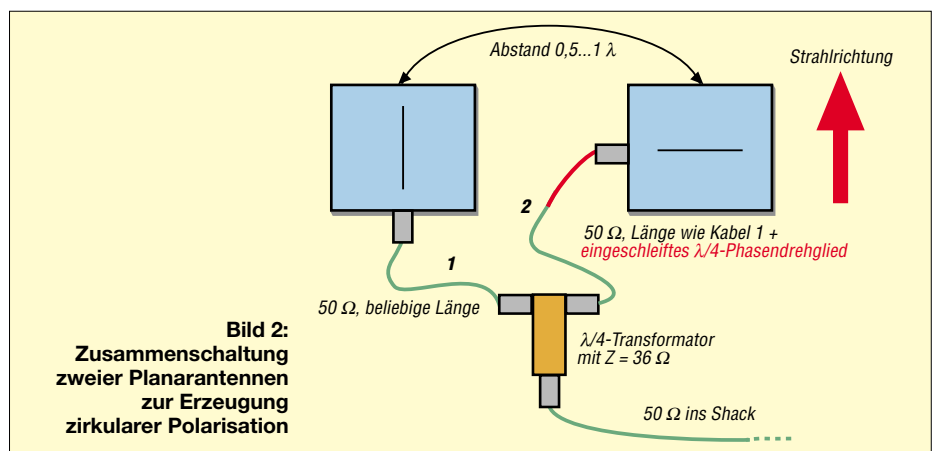 Abstand 0,5...1 λ
Strahlrichtung
2
50 Ω, Länge wie Kabel 1 +
eingeschleiftes λ/4-Phasendrehglied
1
50 Ω, beliebige Länge
λ/4-Transformator
mit Z = 36 Ω
50 Ω ins Shack
Bild 2:
Zusammenschaltung
zweier Planarantennen
zur Erzeugung
zirkularer Polarisation